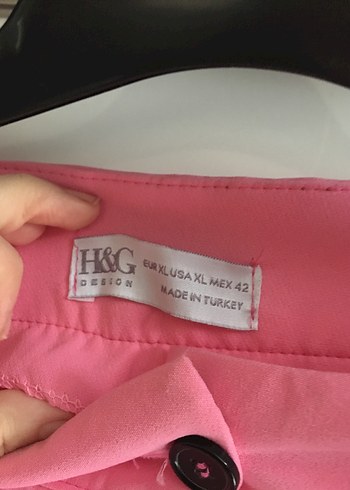 H&G
DESIGN
EUR XL USA XL MEX 42
MADE IN TURKEY